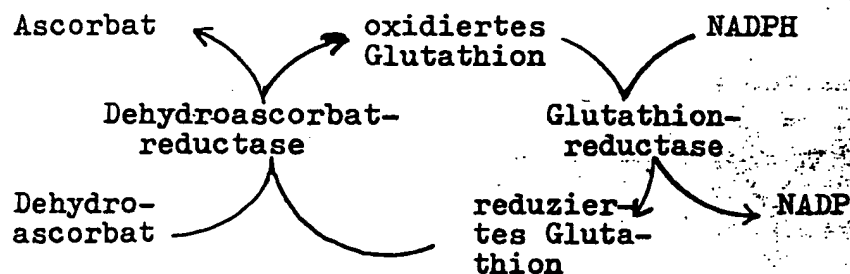 Ascorbat
oxidiertes
Glutathion
NADPH
Dehydroascorbat-
reductase
Glutathion-
reductase
Dehydro-
ascorbat
reduzier-
tes Gluta-
thion
NADP